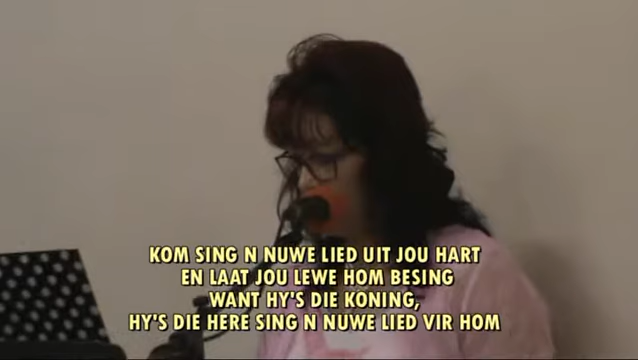 KOM SING N NUWE LIED UIT JOU HART
EN LAAT JOU LEWE HOM BESING
WANT HY'S DIE KONING,
HY'S DIE HERE SING N NUWE LIED VIR HOM